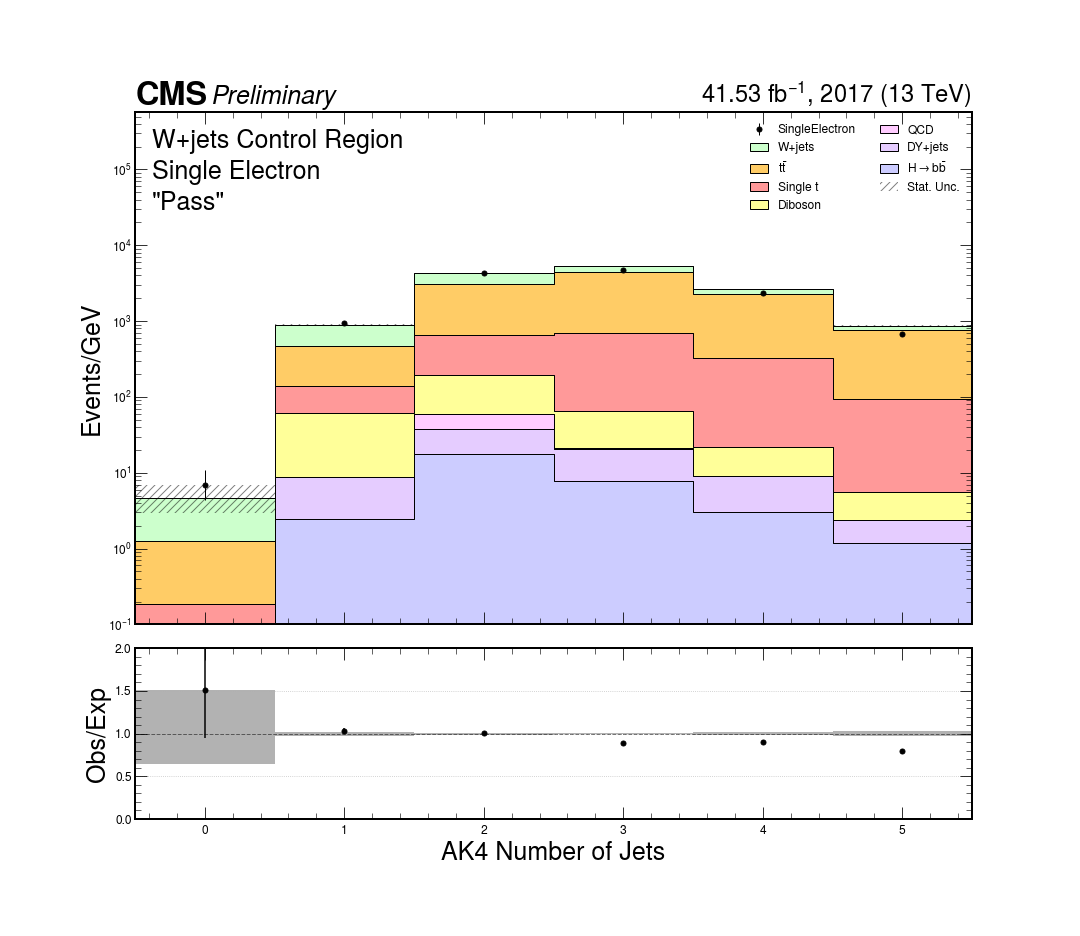 CMS Preliminary
41.53 fb⁻¹, 2017 (13 TeV)
W+jets Control Region
Single Electron
"Pass"
SingleElectron
W+jets
tt̄
Single t
Diboson
QCD
DY+jets
H→bb̄
Stat. Unc.
Events/GeV
10⁵
10⁴
10³
10²
10¹
10⁰
10⁻¹
Obs/Exp
2.0
1.5
1.0
0.5
0.0
0 1 2 3 4 5
AK4 Number of Jets